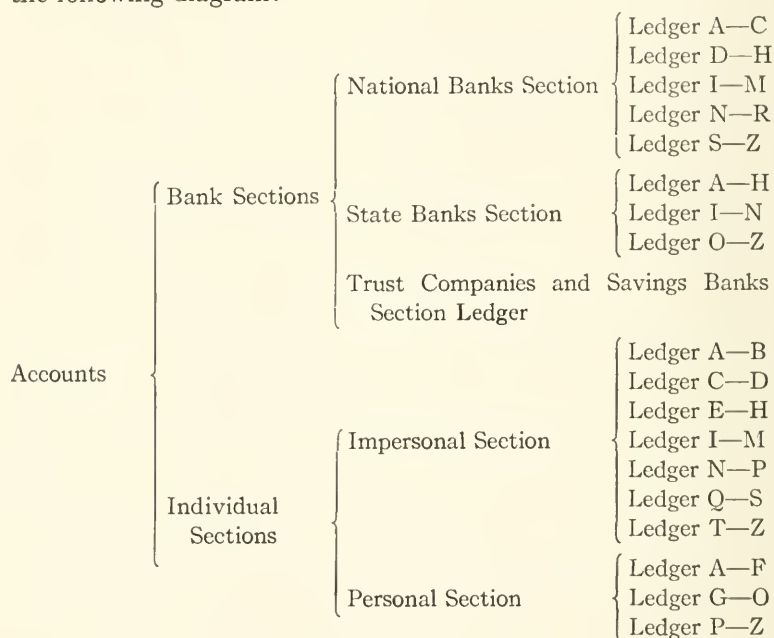 the following diagram:
Ledger A—C
Ledger D—H
National Banks Section
Ledger I—M
Ledger N—R
Ledger S—Z
Bank Sections
Ledger A—H
State Banks Section
Ledger I—N
Ledger O—Z
Trust Companies and Savings Banks
Section Ledger
Accounts
Ledger A—B
Ledger C—D
Ledger E—H
Impersonal Section
Ledger I—M
Ledger N—P
Ledger Q—S
Ledger T—Z
Individual
Sections
Ledger A—F
Personal Section
Ledger G—O
Ledger P—Z